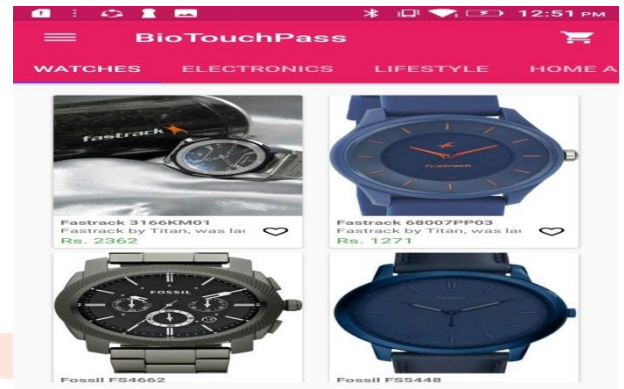 12:51 PM
BioTouchPass
WATCHES ELECTRONICS LIFESTYLE HOME A
fastrack
fastrack
Fastrack 3166KM01
Fastrack by Titan, was lau
Rs. 2362
Fastrack 68007PP03
Fastrack by Titan, was lau
Rs. 1271
FOSSIL
FOSSIL
Fossil FS4662
Fossil FS5448